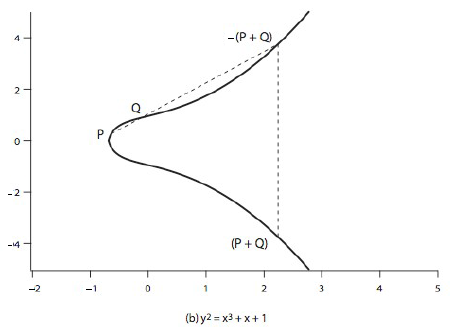 4
−(P + Q)
2
Q
P
0
−2
−4
(P + Q)
−2 −1 0 1 2 3 4 5
(b) y² = x³ + x + 1